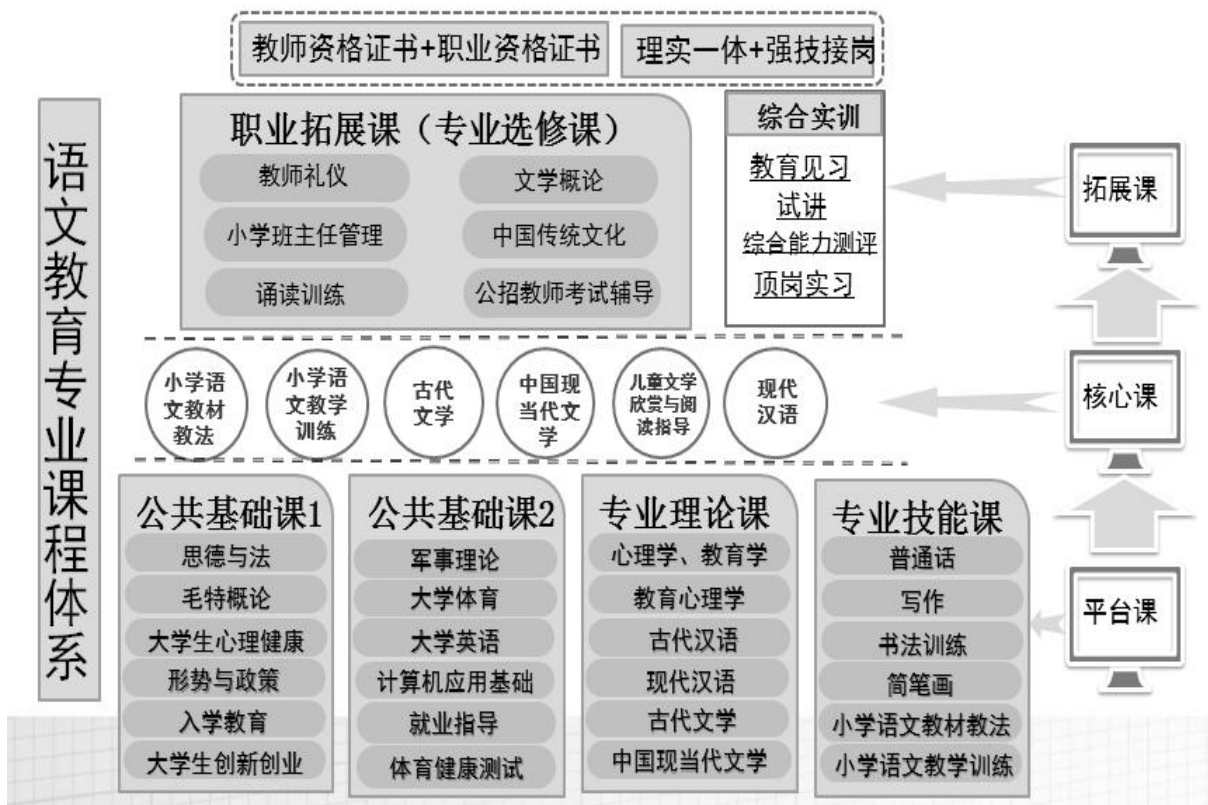 教师资格证书+职业资格证书
理实一体+强技接岗
语文教育专业课程体系
职业拓展课（专业选修课）
教师礼仪
文学概论
小学班主任管理
中国传统文化
诵读训练
公招教师考试辅导
综合实训
教育见习
试讲
综合能力测评
顶岗实习
拓展课
小学语
文教材
教法
小学语
文教学
训练
古代
文学
中国现
当代文
学
儿童文学
欣赏与阅
读指导
现代
汉语
核心课
公共基础课1
思德与法
毛特概论
大学生心理健康
形势与政策
入学教育
大学生创新创业
公共基础课2
军事理论
大学体育
大学英语
计算机应用基础
就业指导
体育健康测试
专业理论课
心理学、教育学
教育心理学
古代汉语
现代汉语
古代文学
中国现当代文学
专业技能课
普通话
写作
书法训练
简笔画
小学语文教材教法
小学语文教学训练
平台课